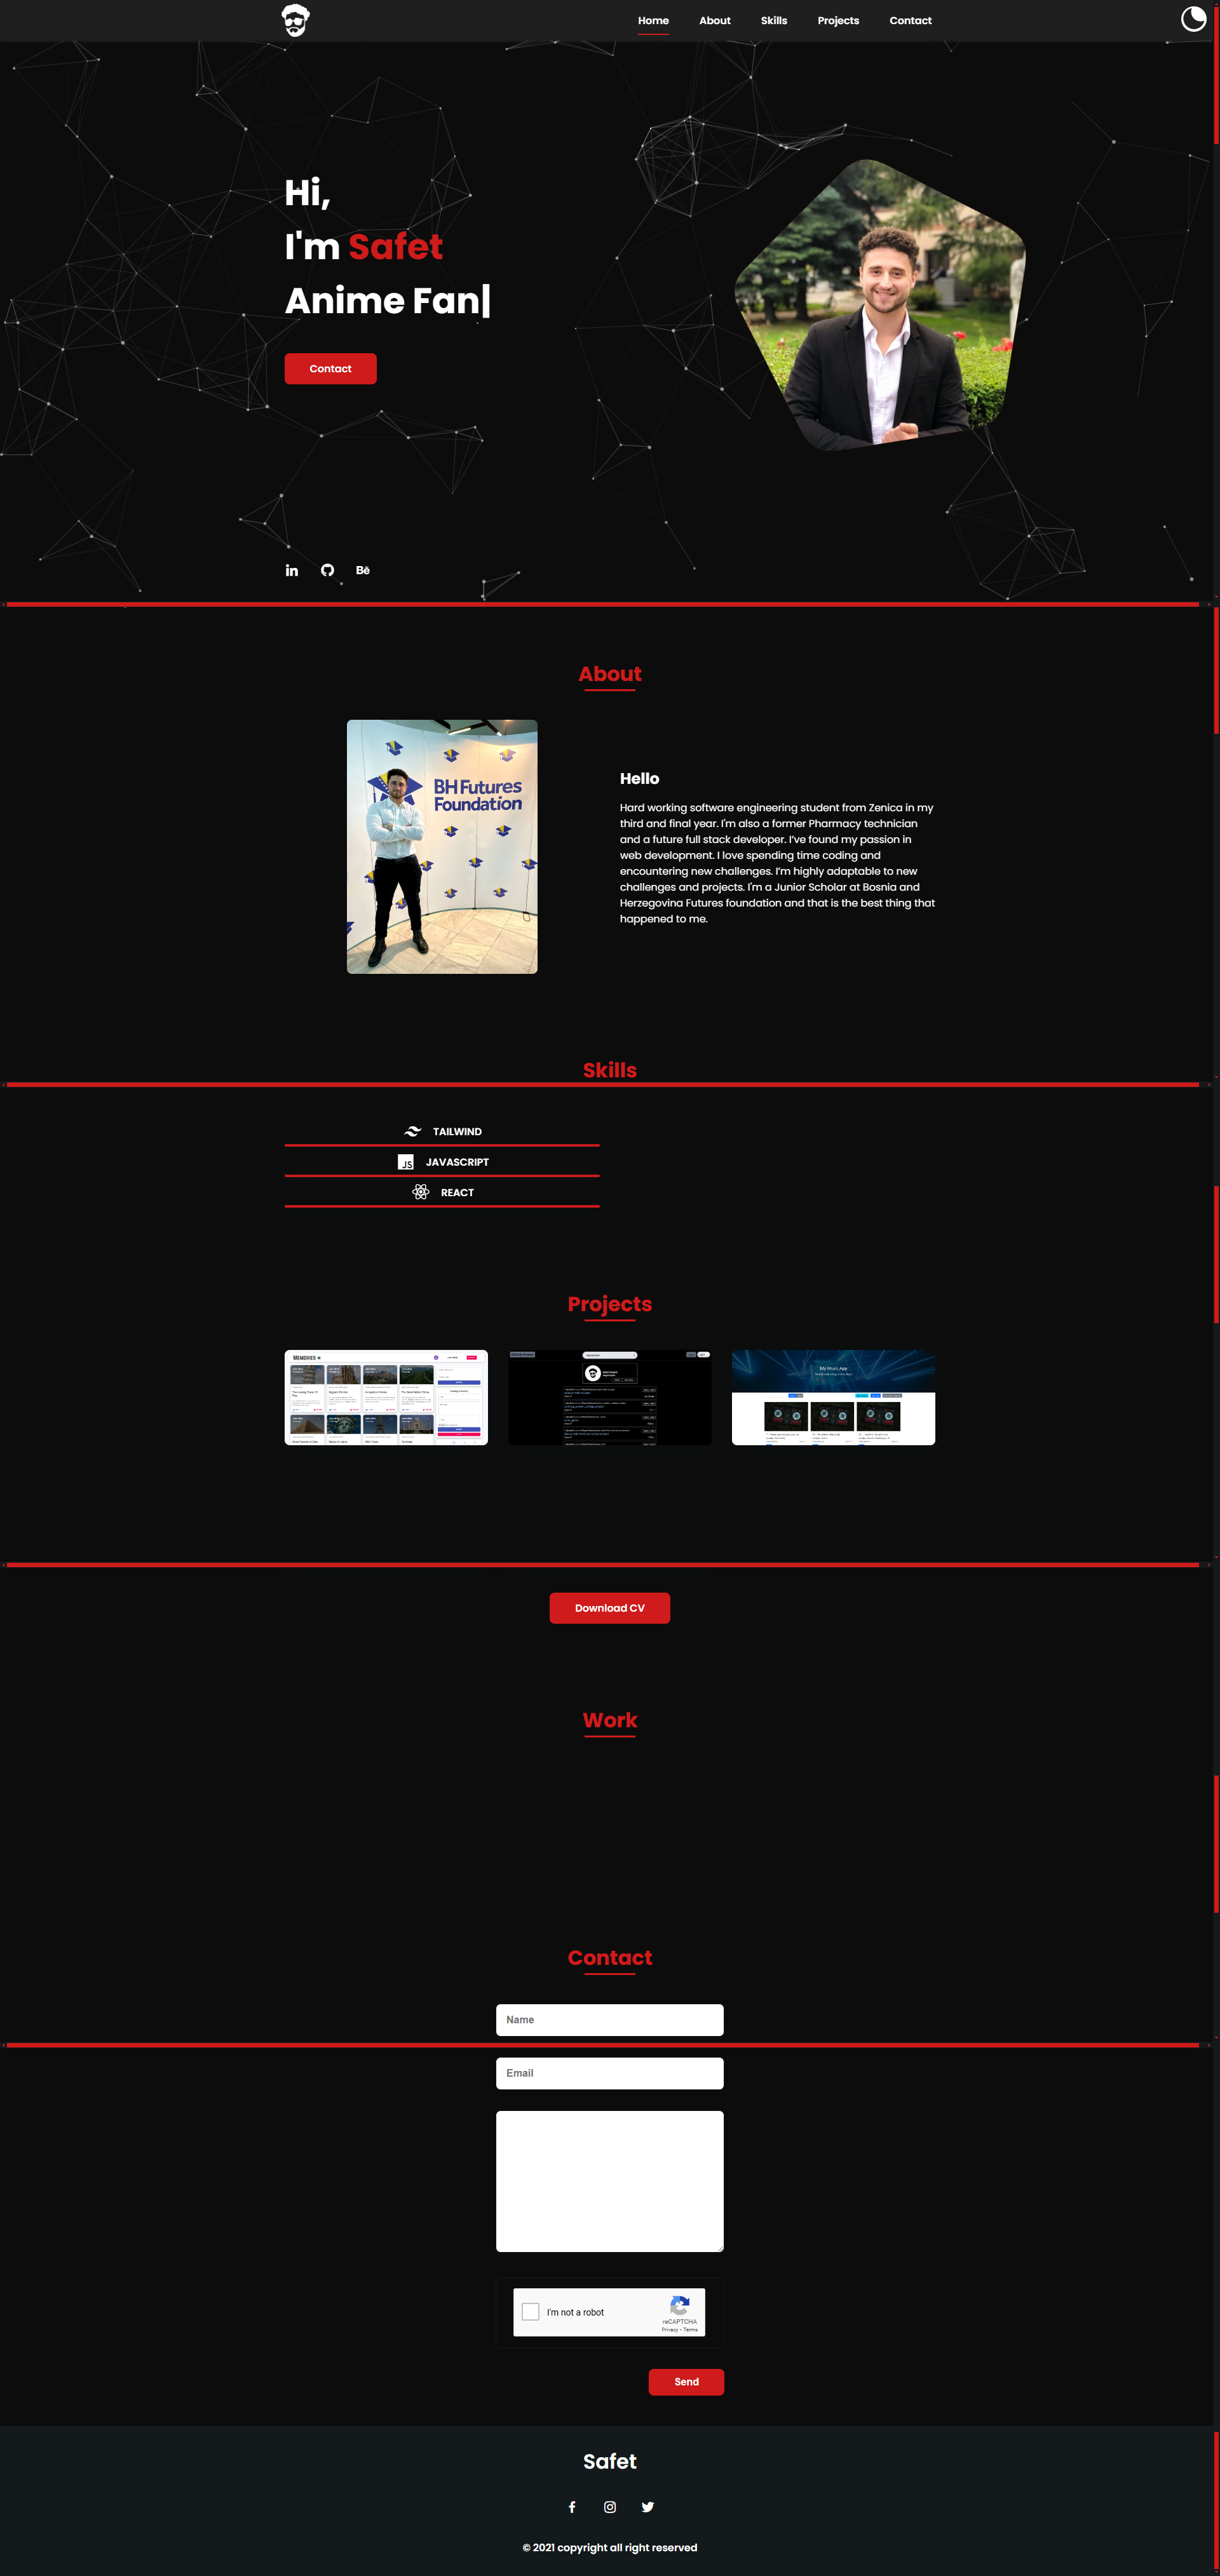 Home About Skills Projects Contact
Hi,
I'm Safet
Anime Fan|
Contact
Bē
About
BH Futures
Foundation
Hello
Hard working software engineering student from Zenica in my
third and final year. I'm also a former Pharmacy technician
and a future full stack developer. I've found my passion in
web development. I love spending time coding and
encountering new challenges. I'm highly adaptable to new
challenges and projects. I'm a Junior Scholar at Bosnia and
Herzegovina Futures foundation and that is the best thing that
happened to me.
Skills
TAILWIND
JS JAVASCRIPT
REACT
Projects
MEMORIES
My Music App
Download CV
Work
Contact
Name
Email
I'm not a robot
reCAPTCHA
Privacy - Terms
Send
Safet
© 2021 copyright all right reserved